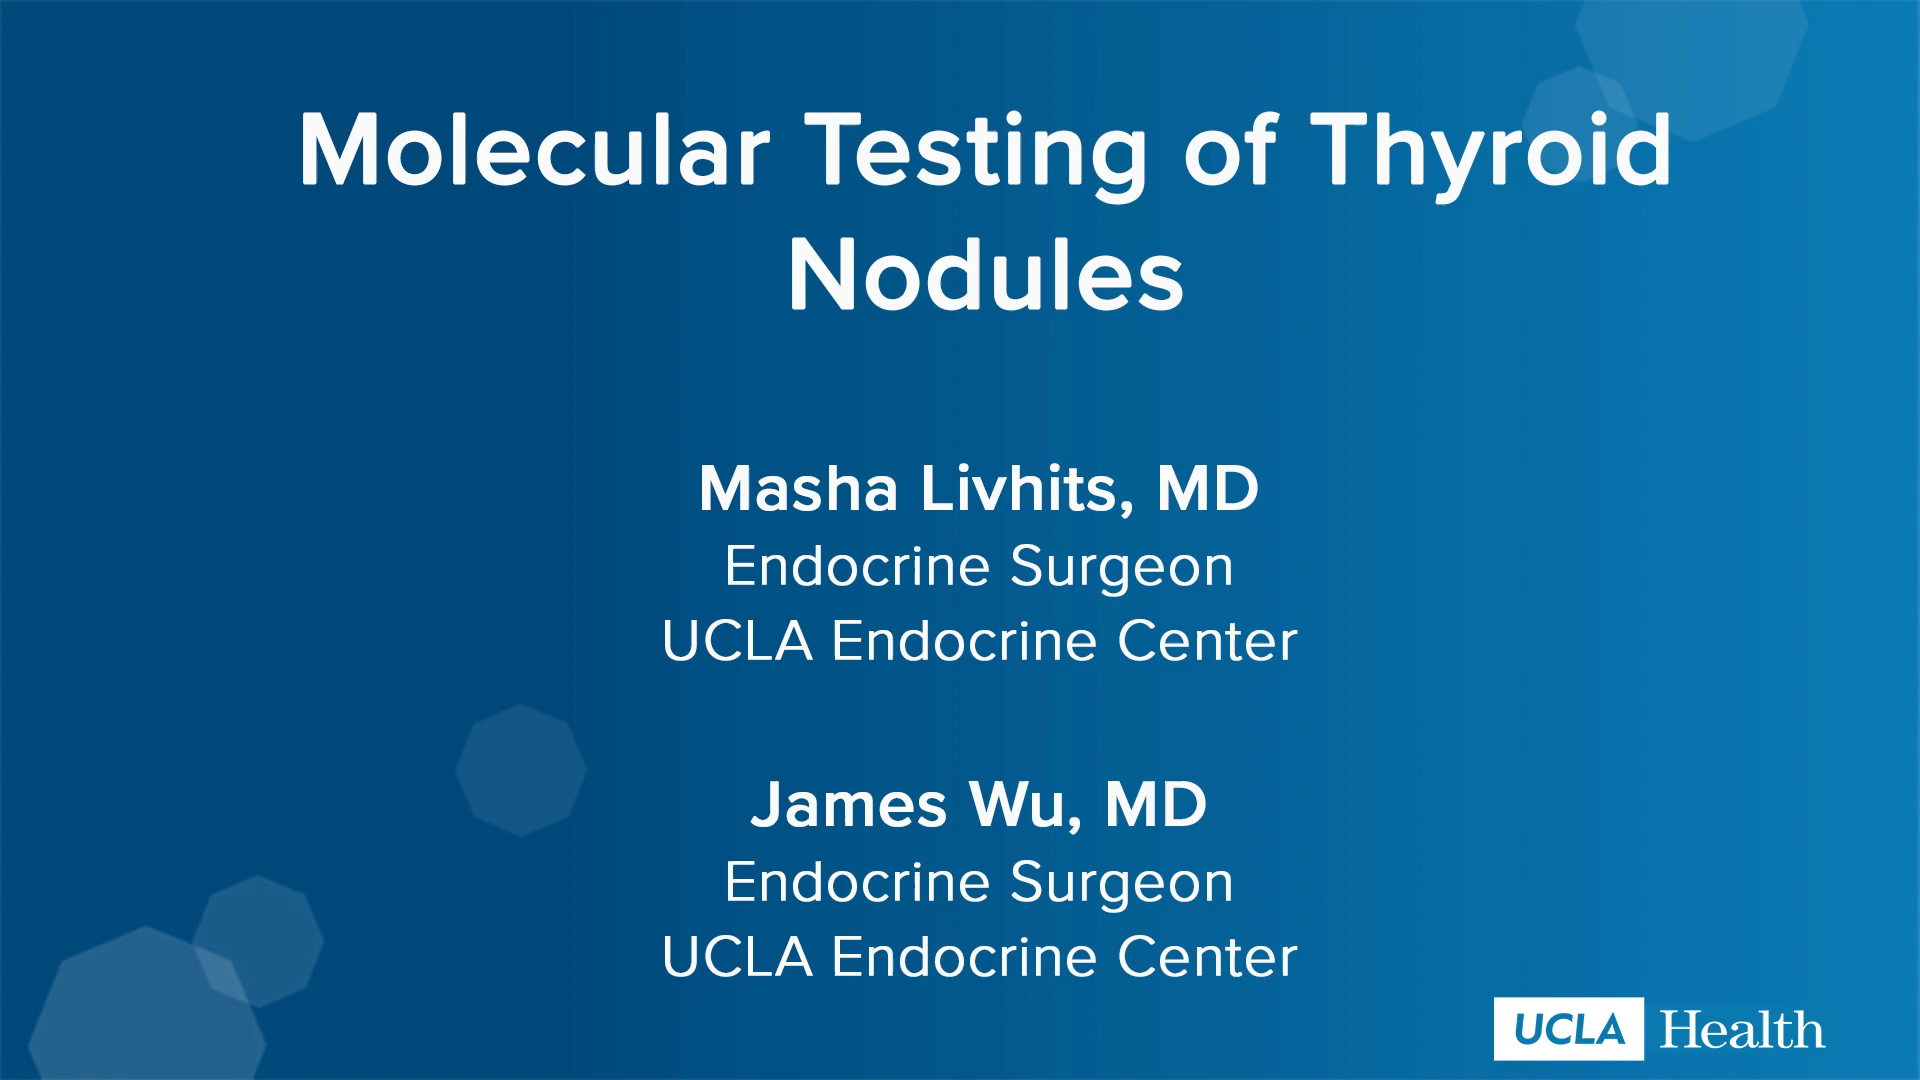 Molecular Testing of Thyroid
Nodules
Masha Livhits, MD
Endocrine Surgeon
UCLA Endocrine Center
James Wu, MD
Endocrine Surgeon
UCLA Endocrine Center
UCLA Health